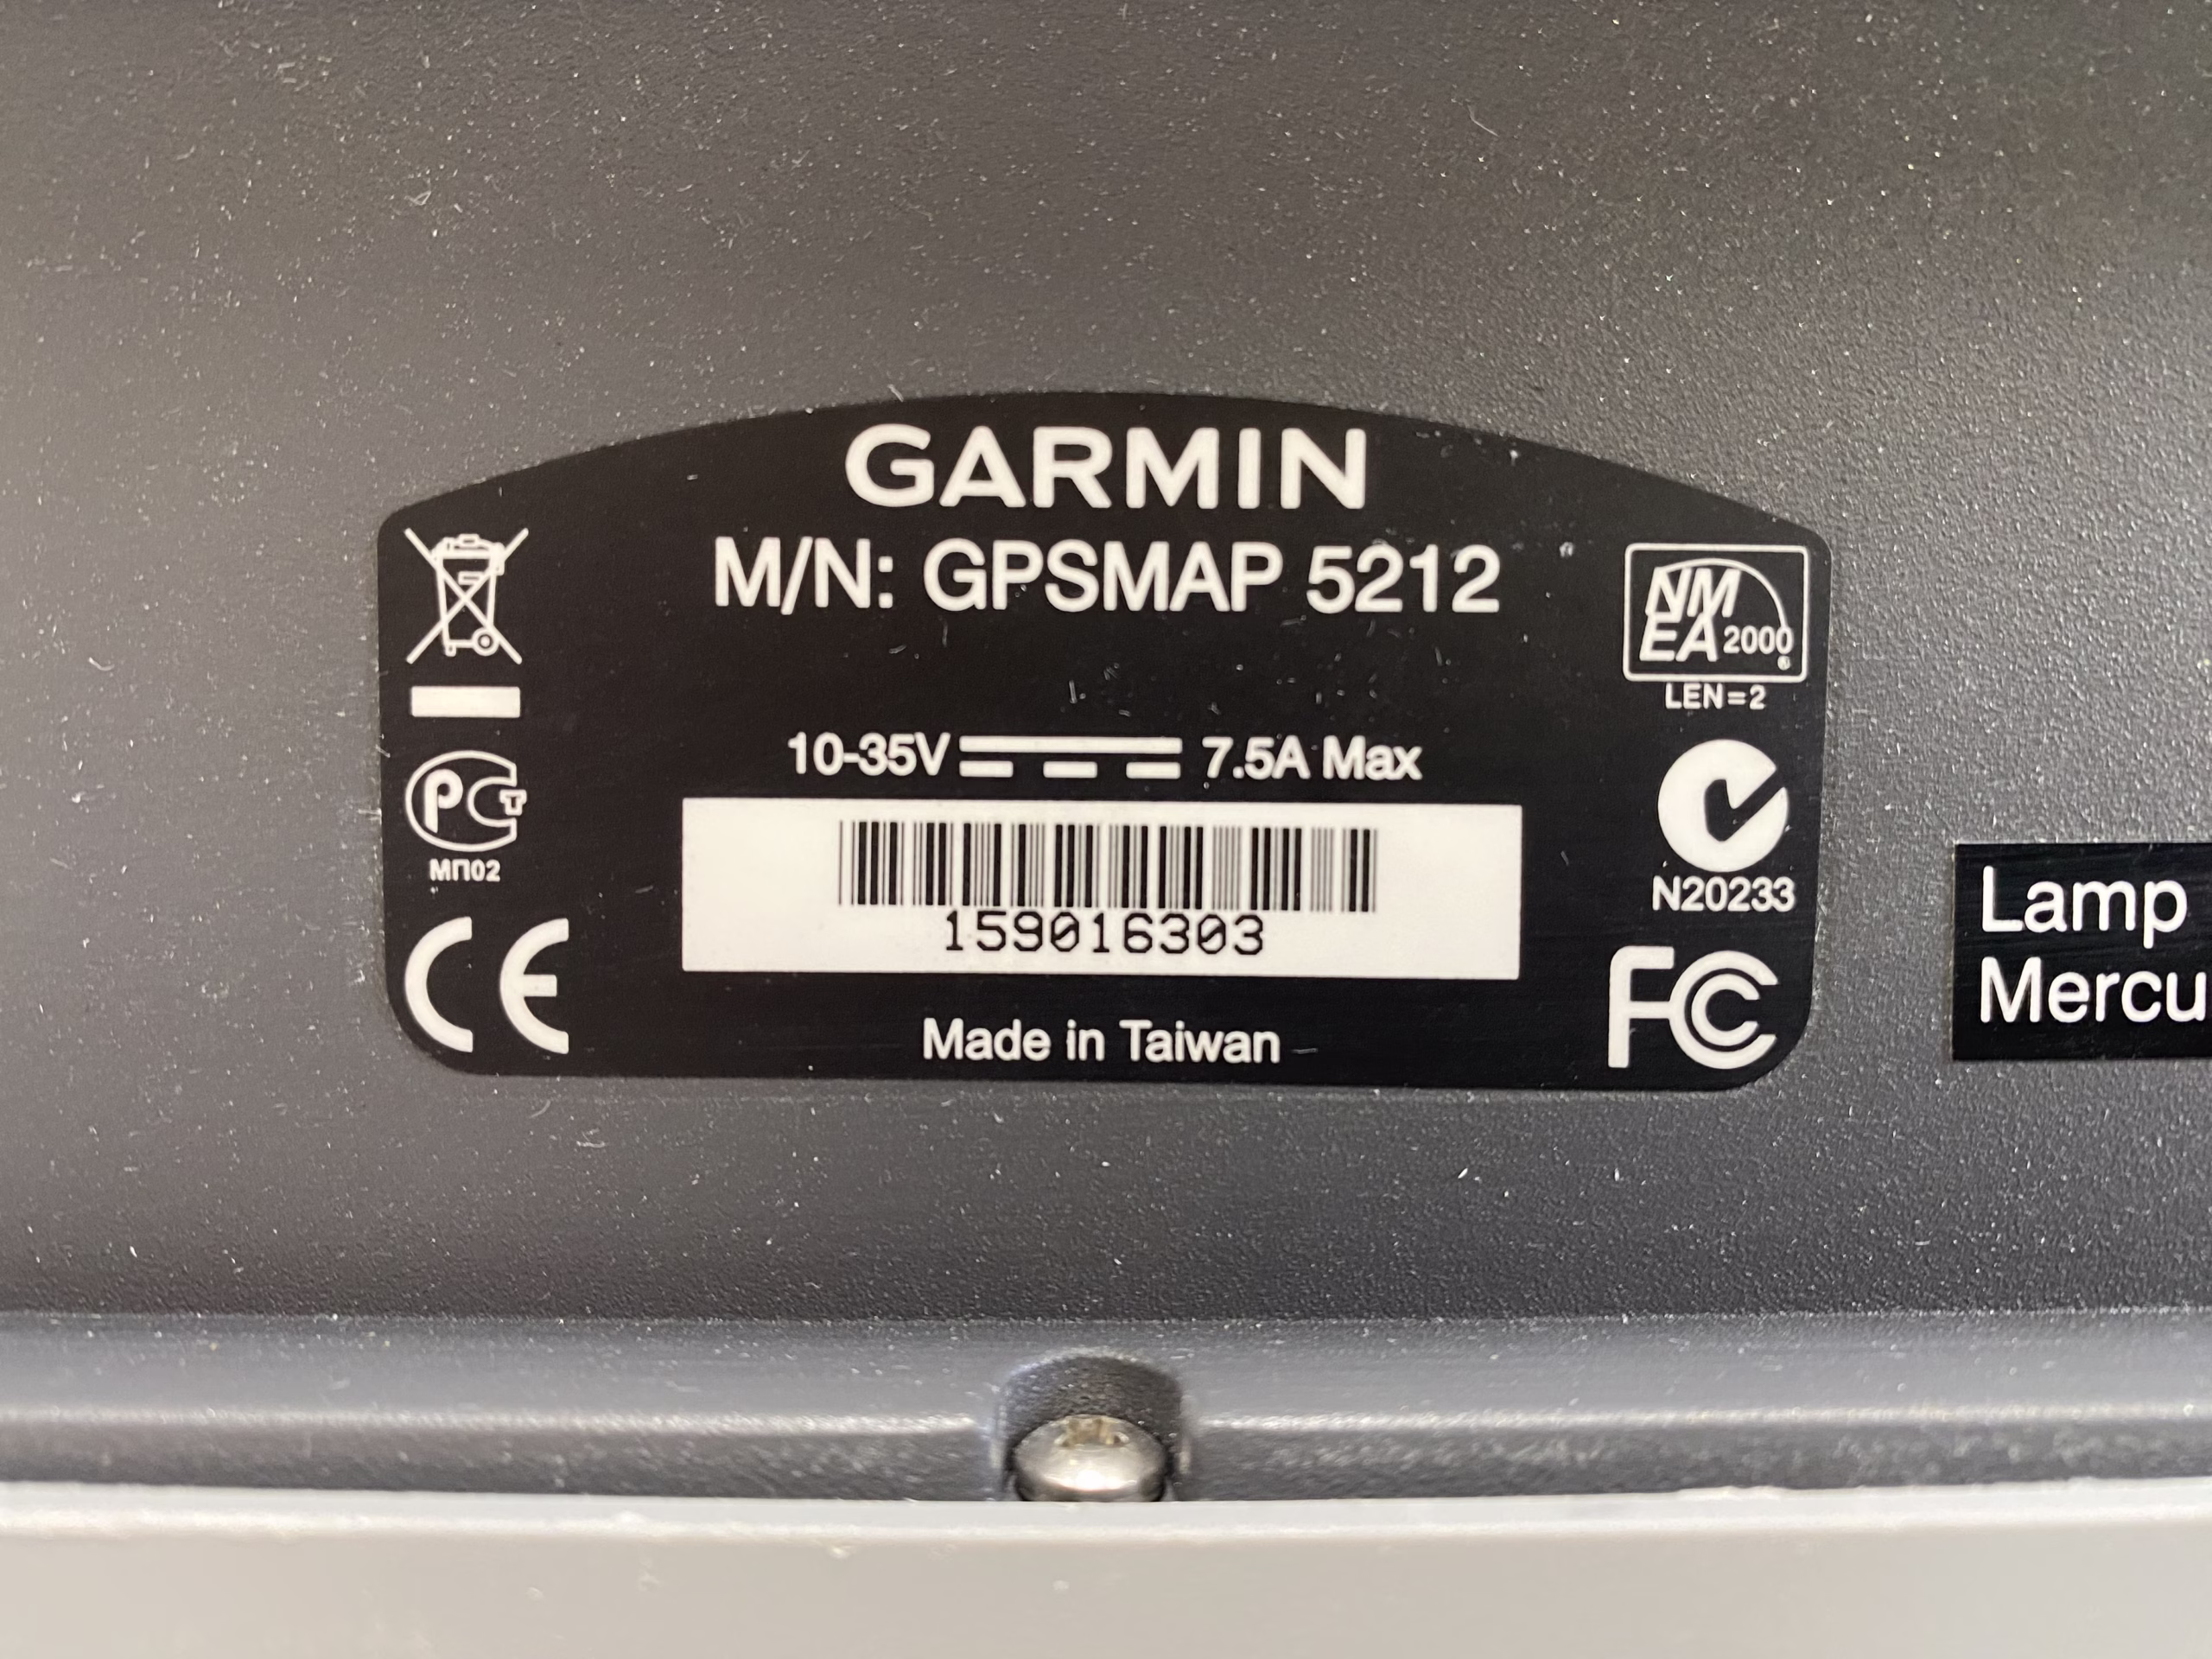 GARMIN
M/N: GPSMAP 5212
NMEA 2000®
LEN=2
10-35V 7.5A Max
РСТ
МП02
N20233
159016303
CE
FC
Made in Taiwan
Lamp
Mercu